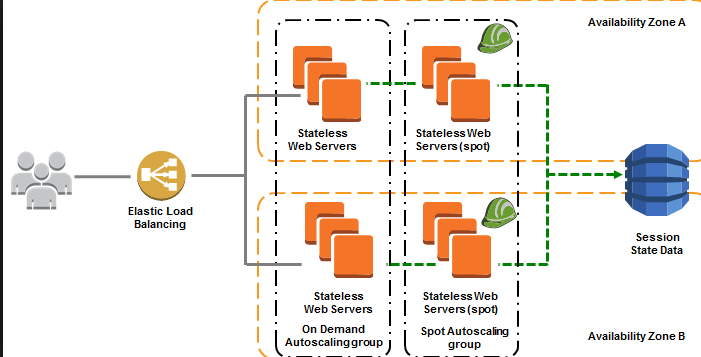 Availability Zone A
Stateless
Web Servers
Stateless Web
Servers (spot)
Elastic Load
Balancing
Session
State Data
Stateless
Web Servers
Stateless Web
Servers (spot)
On Demand
Autoscaling group
Spot Autoscaling
group
Availability Zone B